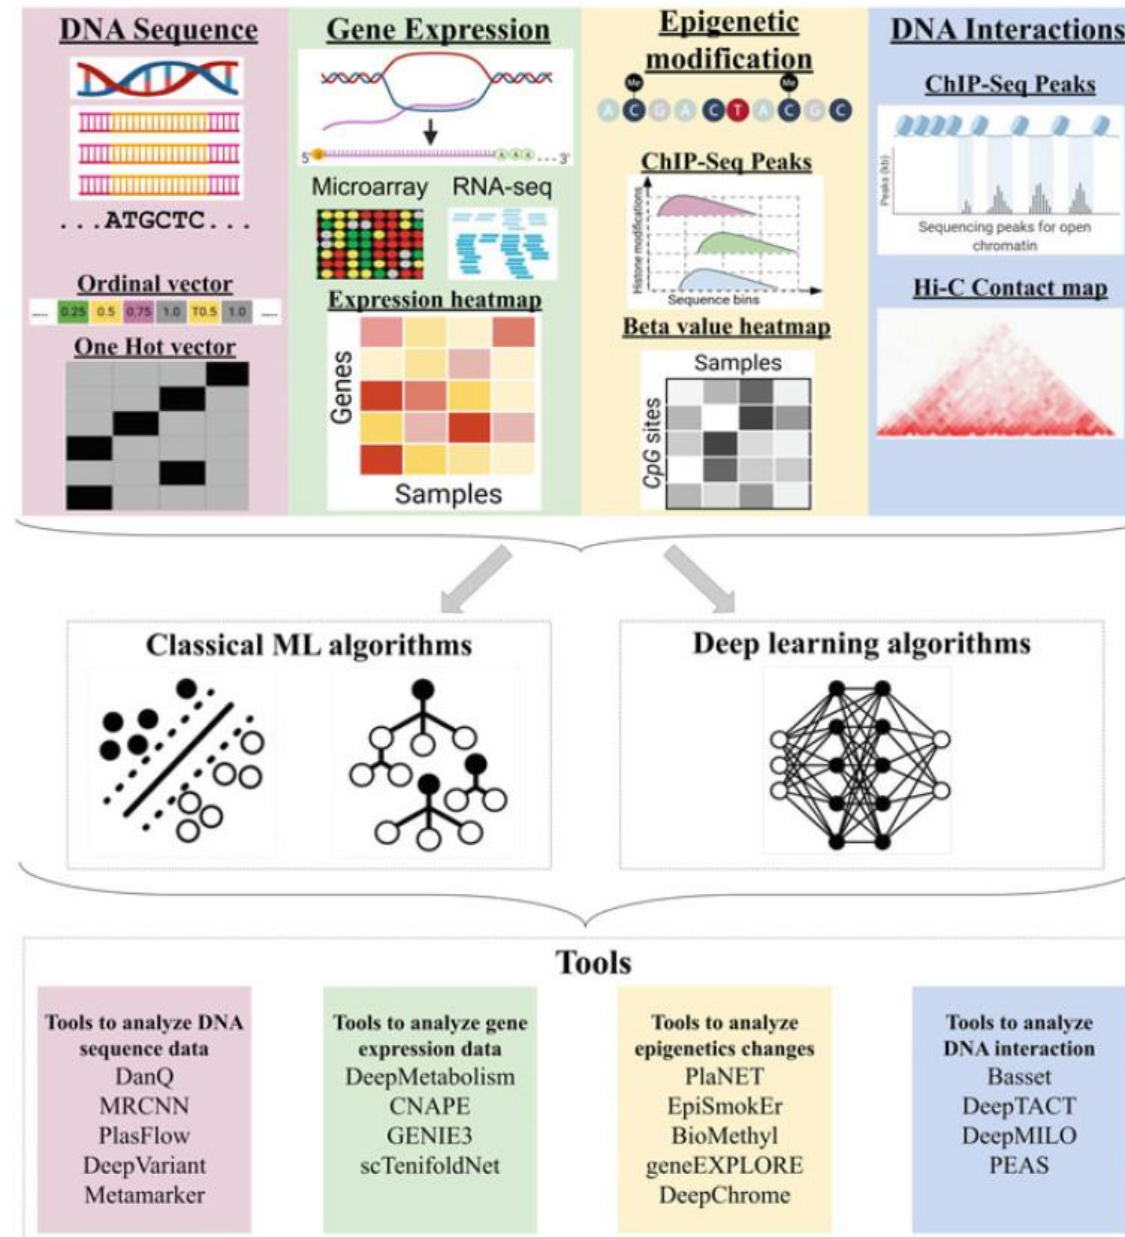 DNA Sequence
...ATGCTC...
Ordinal vector
..... 0.25 0.5 0.75 1.0 T0.5 1.0 .....
One Hot vector
Gene Expression
5' G A A A ... 3'
Microarray RNA-seq
Expression heatmap
Genes
Samples
Epigenetic
modification
Me Me
A C G A C T A C G C
ChIP-Seq Peaks
Histone modifications
Sequence bins
Beta value heatmap
Samples
CpG sites
DNA Interactions
ChIP-Seq Peaks
Peaks (kb)
Sequencing peaks for open
chromatin
Hi-C Contact map
Classical ML algorithms
Deep learning algorithms
Tools
Tools to analyze DNA
sequence data
DanQ
MRCNN
PlasFlow
DeepVariant
Metamarker
Tools to analyze gene
expression data
DeepMetabolism
CNAPE
GENIE3
scTenifoldNet
Tools to analyze
epigenetics changes
PlaNET
EpiSmokEr
BioMethyl
geneEXPLORE
DeepChrome
Tools to analyze
DNA interaction
Basset
DeepTACT
DeepMILO
PEAS